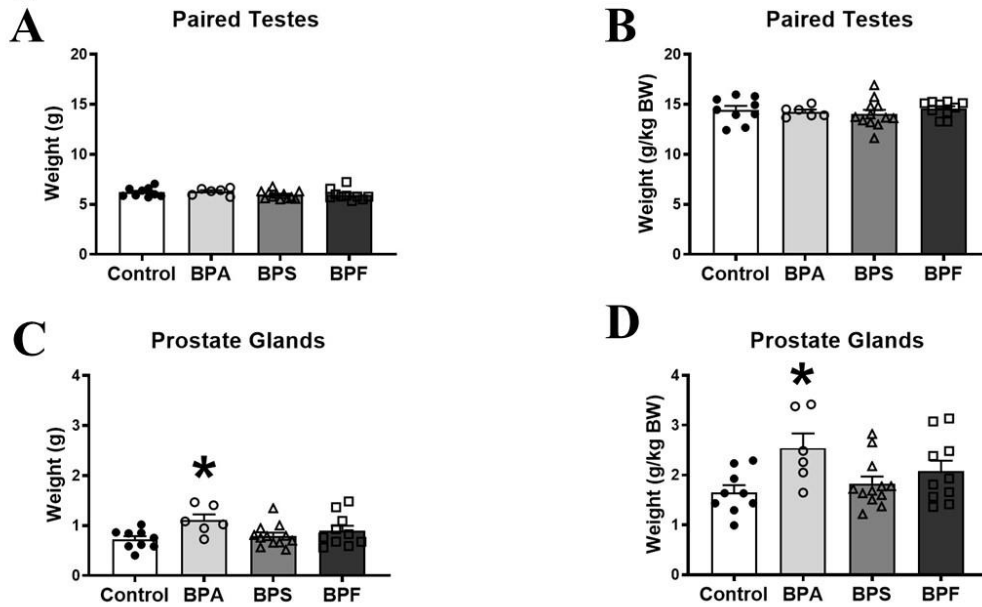 A
Paired Testes
Weight (g)
20
15
10
5
0
Control BPA BPS BPF
B
Paired Testes
Weight (g/kg BW)
20
15
10
5
0
Control BPA BPS BPF
C
Prostate Glands
Weight (g)
4
3
2
1
0
*
Control BPA BPS BPF
D
Prostate Glands
Weight (g/kg BW)
4
3
2
1
0
*
Control BPA BPS BPF